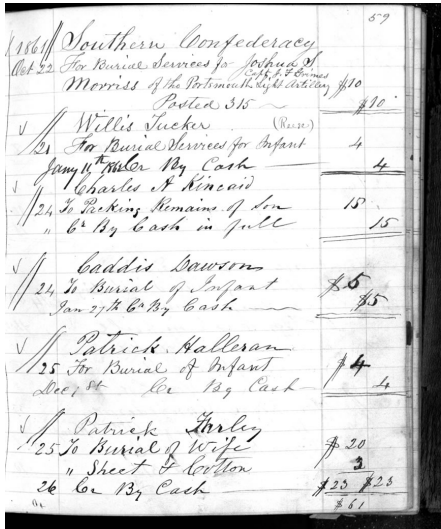 59
1861 Southern Confederacy
Oct 22 For Burial Services for Joshua S
Capt J. F. Grimes
Morriss of the Portsmouth Light Artillery $10
Posted 315 $10
Willis Tucker
21 For Burial Services for Infant 4
Jany 11th Cr By Cash 4
Charles A Kincaid
24 To Packing Remains of Son 15
" Cr By Cash in full 15
Caddis Dawson
24 To Burial of Infant $5
Jan 27th Cr By Cash $5
Patrick Halleran
25 For Burial of Infant $4
Dec 7 Cr By Cash 4
Patrick
25 To Burial of Wife $20
" Sheet & Cotton 3
26 Cr By Cash $23 $23
$61